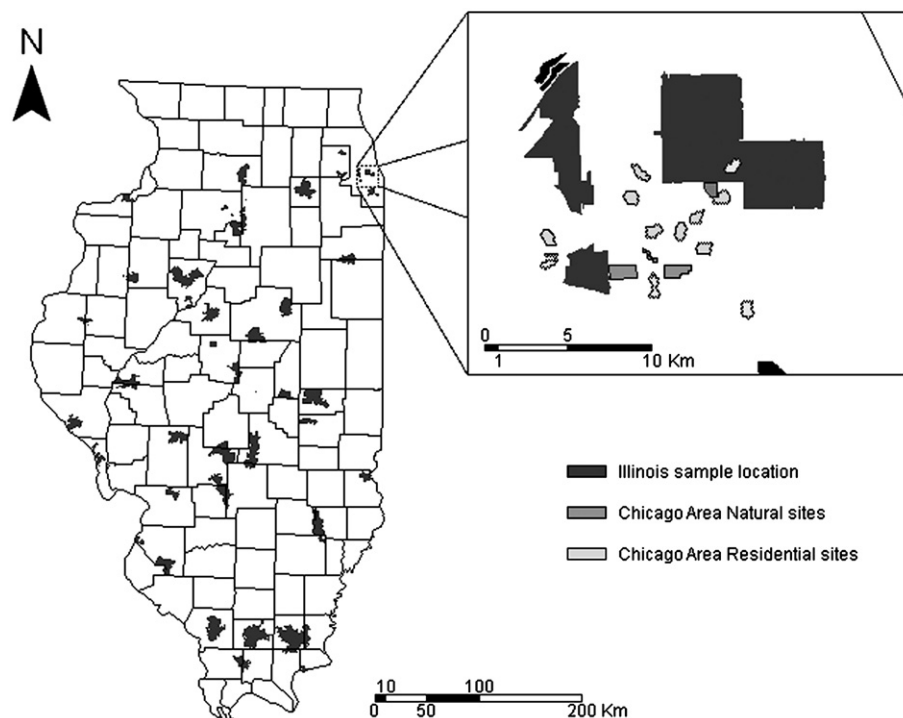 N
0 5
1 10 Km
Illinois sample location
Chicago Area Natural sites
Chicago Area Residential sites
10 100
0 50 200 Km